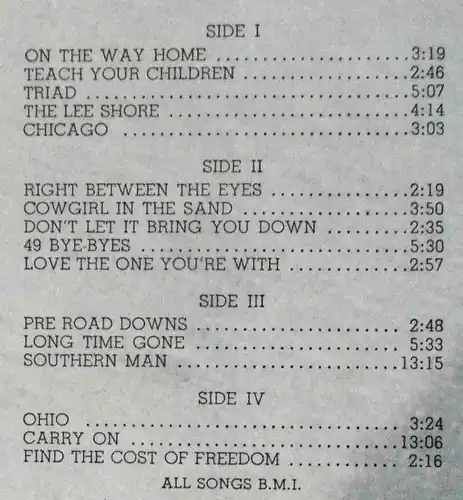 SIDE I
ON THE WAY HOME ......................3:19
TEACH YOUR CHILDREN ..................2:46
TRIAD ................................5:07
THE LEE SHORE ........................4:14
CHICAGO ..............................3:03
SIDE II
RIGHT BETWEEN THE EYES ...............2:19
COWGIRL IN THE SAND ..................3:50
DON'T LET IT BRING YOU DOWN ..........2:35
49 BYE-BYES ..........................5:30
LOVE THE ONE YOU'RE WITH .............2:57
SIDE III
PRE ROAD DOWNS ....................... 2:48
LONG TIME GONE ....................... 5:33
SOUTHERN MAN ........................ 13:15
SIDE IV
OHIO ................................. 3:24
CARRY ON .............................13:06
FIND THE COST OF FREEDOM ............. 2:16
ALL SONGS B.M.I.